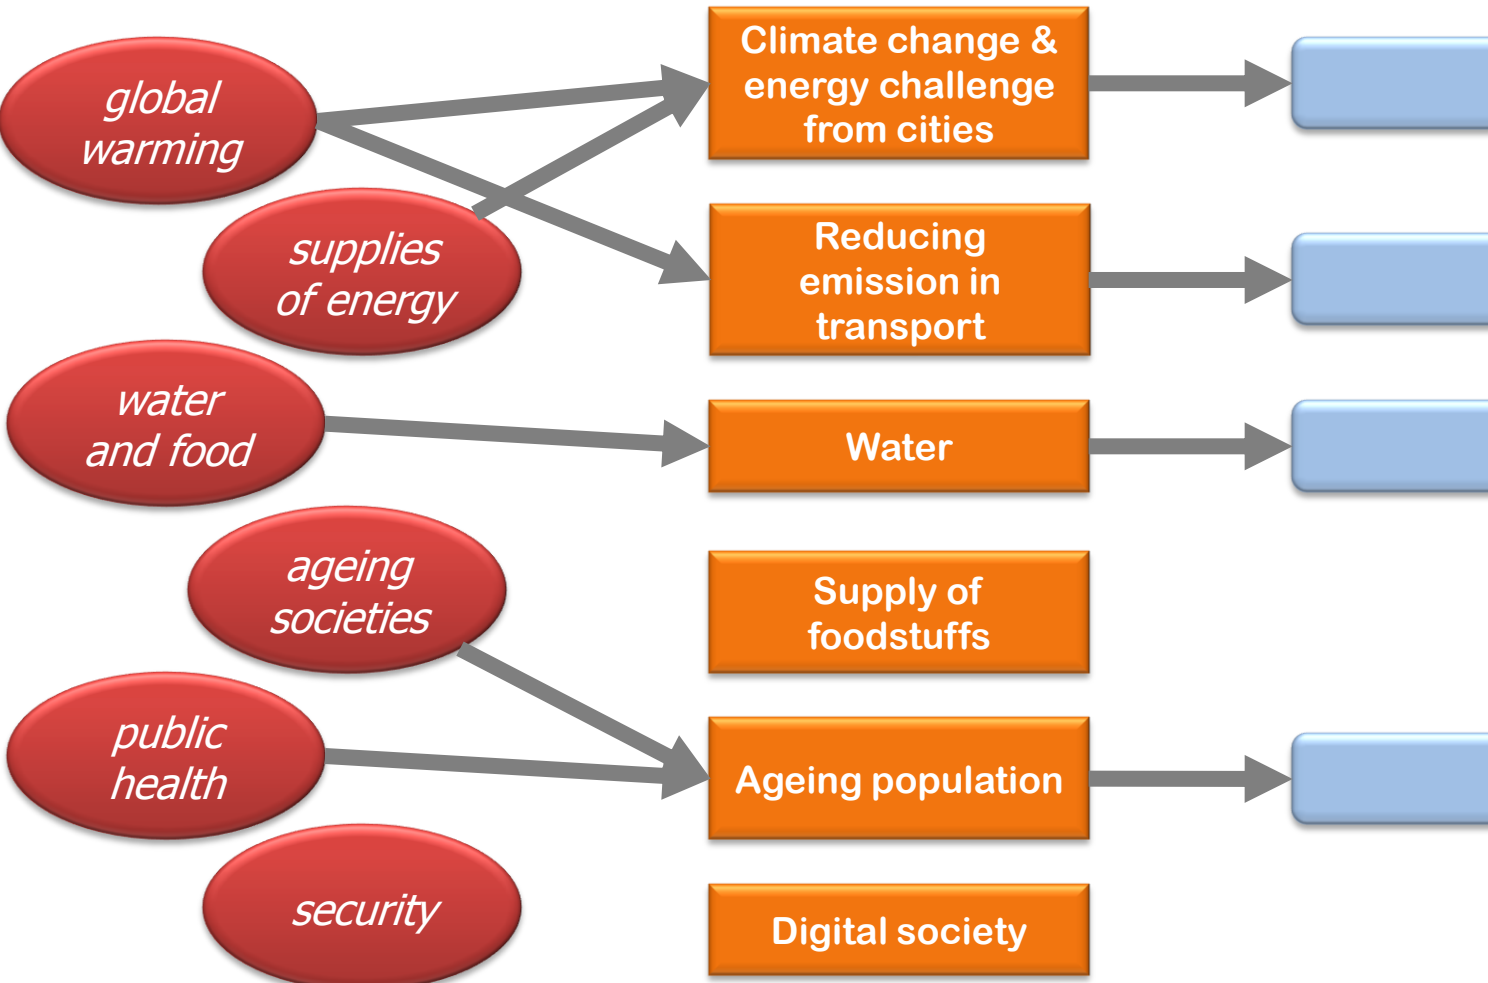 global
warming
supplies
of energy
water
and food
ageing
societies
public
health
security
Climate change &
energy challenge
from cities
Reducing
emission in
transport
Water
Supply of
foodstuffs
Ageing population
Digital society